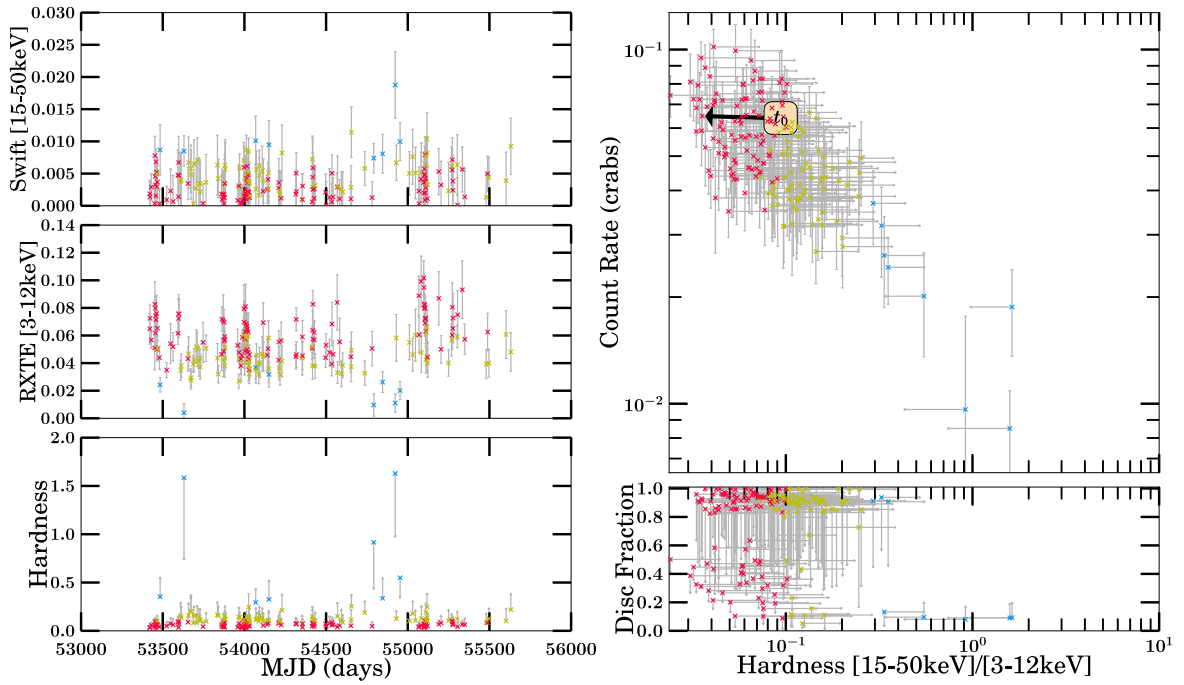 0.030
0.025
0.020
0.015
0.010
0.005
0.000
Swift [15-50keV]
0.14
0.12
0.10
0.08
0.06
0.04
0.02
0.00
RXTE [3-12keV]
2.0
1.5
1.0
0.5
0.0
Hardness
53000 53500 54000 54500 55000 55500 56000
MJD (days)
10⁻¹
10⁻²
Count Rate (crabs)
t₀
1.0
0.8
0.6
0.4
0.2
0.0
Disc Fraction
10⁻¹ 10⁰ 10¹
Hardness [15-50keV]/[3-12keV]